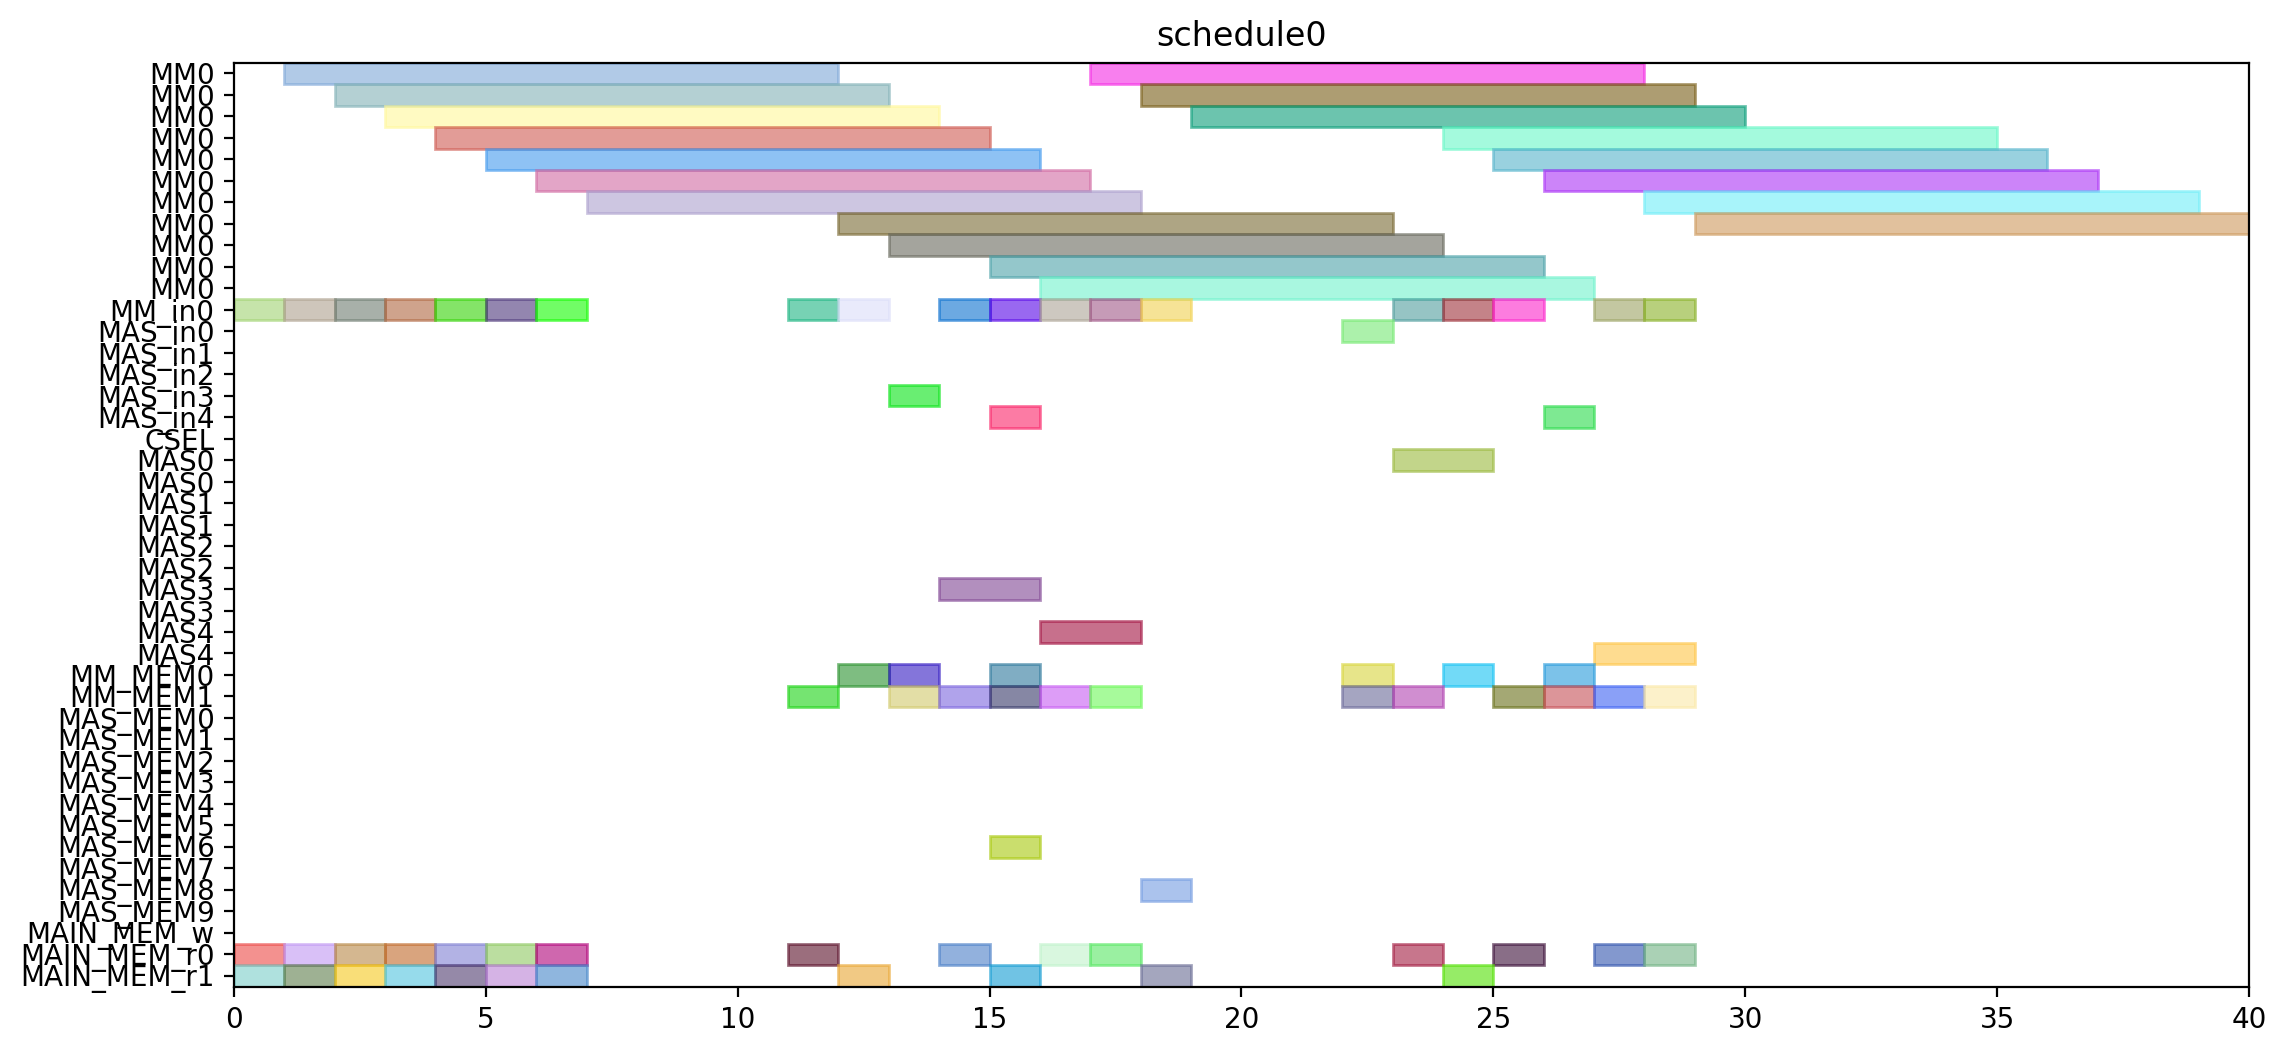 schedule0
MM0
MM0
MM0
MM0
MM0
MM0
MM0
MM0
MM0
MM0
MM0
MM_in0
MAS_in0
MAS_in1
MAS_in2
MAS_in3
MAS_in4
CSEL
MAS0
MAS0
MAS1
MAS1
MAS2
MAS2
MAS3
MAS3
MAS4
MAS4
MM_MEM0
MM_MEM1
MAS_MEM0
MAS_MEM1
MAS_MEM2
MAS_MEM3
MAS_MEM4
MAS_MEM5
MAS_MEM6
MAS_MEM7
MAS_MEM8
MAS_MEM9
MAIN_MEM_w
MAIN_MEM_r0
MAIN_MEM_r1
0 5 10 15 20 25 30 35 40